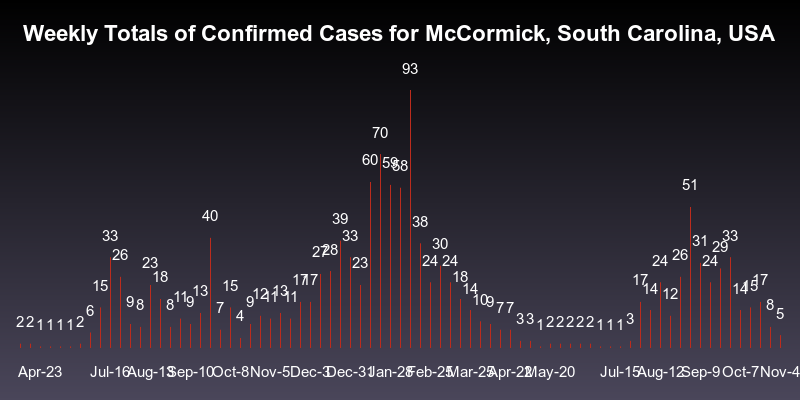 Weekly Totals of Confirmed Cases for McCormick, South Carolina, USA
2 2 1 1 1 1 2 6 15 33 26 9 8 23 18 8 11 9 13 40 7 15 4 9 12 11 13 11 17 17 27 28 39 33 23 60 70 59 58 93 38 24 30 24 18 14 10 9 7 7 3 3 1 2 2 2 2 2 1 1 1 3 17 14 24 12 26 51 31 24 29 33 14 15 17 8 5
Apr-23 Jul-16 Aug-13 Sep-10 Oct-8 Nov-5 Dec-3 Dec-31 Jan-28 Feb-25 Mar-25 Apr-22 May-20 Jul-15 Aug-12 Sep-9 Oct-7 Nov-4